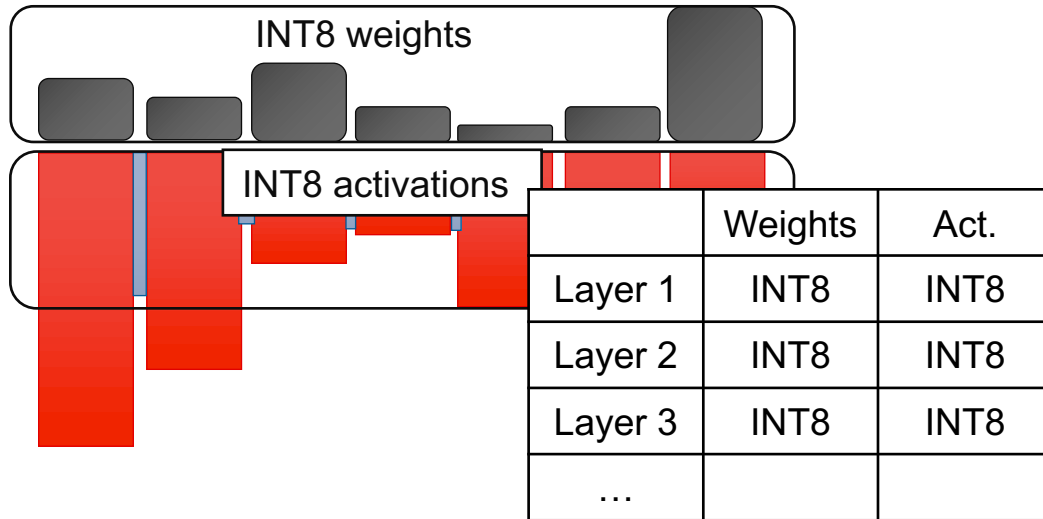 INT8 weights
INT8 activations
Weights Act.
Layer 1 INT8 INT8
Layer 2 INT8 INT8
Layer 3 INT8 INT8
…